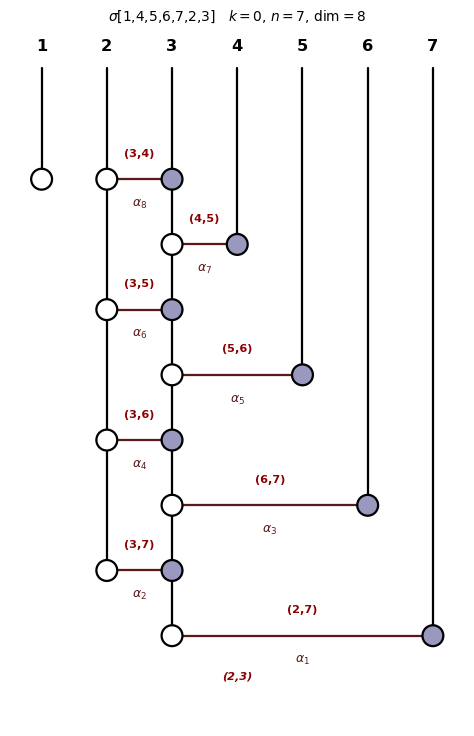 σ[1,4,5,6,7,2,3]   k = 0, n = 7, dim = 8
1 2 3 4 5 6 7
(3,4)
α₈
(4,5)
α₇
(3,5)
α₆
(5,6)
α₅
(3,6)
α₄
(6,7)
α₃
(3,7)
α₂
(2,7)
α₁
(2,3)